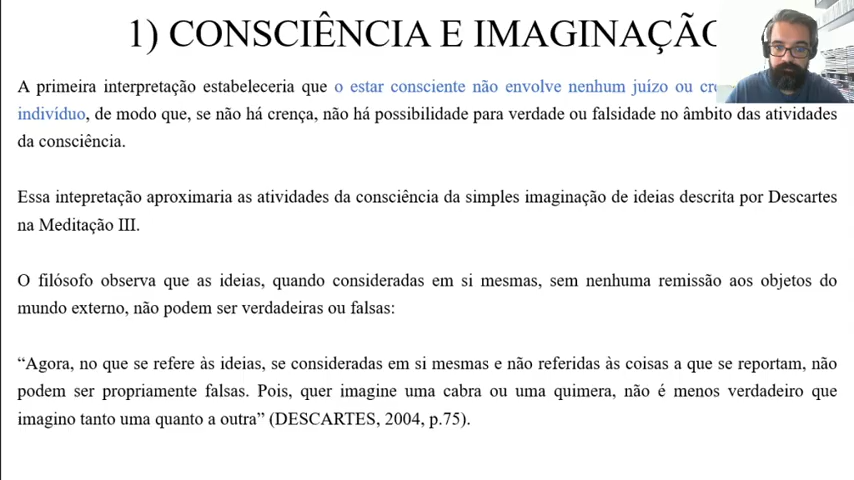 1) CONSCIÊNCIA E IMAGINAÇÃO
A primeira interpretação estabeleceria que o estar consciente não envolve nenhum juízo ou
indivíduo, de modo que, se não há crença, não há possibilidade para verdade ou falsidade no âmbito das atividades
da consciência.
Essa intepretação aproximaria as atividades da consciência da simples imaginação de ideias descrita por Descartes
na Meditação III.
O filósofo observa que as ideias, quando consideradas em si mesmas, sem nenhuma remissão aos objetos do
mundo externo, não podem ser verdadeiras ou falsas:
“Agora, no que se refere às ideias, se consideradas em si mesmas e não referidas às coisas a que se reportam, não
podem ser propriamente falsas. Pois, quer imagine uma cabra ou uma quimera, não é menos verdadeiro que
imagino tanto uma quanto a outra” (DESCARTES, 2004, p.75).